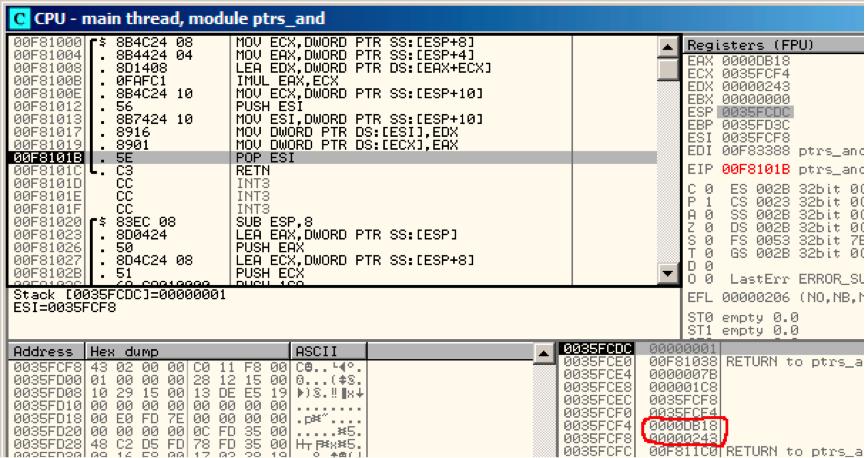 C CPU - main thread, module ptrs_and
00F81000 $ 8B4C24 08 MOV ECX,DWORD PTR SS:[ESP+8]
00F81004 . 8B4424 04 MOV EAX,DWORD PTR SS:[ESP+4]
00F81008 . 8D1408 LEA EDX,DWORD PTR DS:[EAX+ECX]
00F8100B . 0FAFC1 IMUL EAX,ECX
00F8100E . 8B4C24 10 MOV ECX,DWORD PTR SS:[ESP+10]
00F81012 . 56 PUSH ESI
00F81013 . 8B7424 10 MOV ESI,DWORD PTR SS:[ESP+10]
00F81017 . 8916 MOV DWORD PTR DS:[ESI],EDX
00F81019 . 8901 MOV DWORD PTR DS:[ECX],EAX
00F8101B . 5E POP ESI
00F8101C . C3 RETN
00F8101D CC INT3
00F8101E CC INT3
00F8101F CC INT3
00F81020 $ 83EC 08 SUB ESP,8
00F81023 . 8D0424 LEA EAX,DWORD PTR SS:[ESP]
00F81026 . 50 PUSH EAX
00F81027 . 8D4C24 08 LEA ECX,DWORD PTR SS:[ESP+8]
00F8102B . 51 PUSH ECX
Stack [0035FCDC]=00000001
ESI=0035FCF8
Registers (FPU)
EAX 0000DB18
ECX 0035FCF4
EDX 00000243
EBX 00000000
ESP 0035FCDC
EBP 0035FD3C
ESI 0035FCF8
EDI 00F83388 ptrs_and
EIP 00F8101B ptrs_and
C 0 ES 002B 32bit 0(
P 1 CS 0023 32bit 0(
A 0 SS 002B 32bit 0(
Z 0 DS 002B 32bit 0(
S 0 FS 0053 32bit 7E
T 0 GS 002B 32bit 0(
D 0
O 0 LastErr ERROR_SU
EFL 00000206 (NO,NB,N
ST0 empty 0.0
ST1 empty 0.0
Address Hex dump ASCII
0035FCF8 43 02 00 00 C0 11 F8 00
0035FD00 01 00 00 00 28 12 15 00
0035FD08 10 29 15 00 13 DE E5 19
0035FD10 00 00 00 00 00 00 00 00
0035FD18 00 E0 FD 7E 00 00 00 00
0035FD20 00 00 00 00 0C FD 35 00
0035FD28 48 C2 D5 FD 78 FD 35 00
0035FCDC 00000001
0035FCE0 00F81038 RETURN to ptrs_a
0035FCE4 0000007B
0035FCE8 000001C8
0035FCEC 0035FCF8
0035FCF0 0035FCF4
0035FCF4 0000DB18
0035FCF8 00000243
0035FCFC 00F811C0 RETURN to ptrs_a